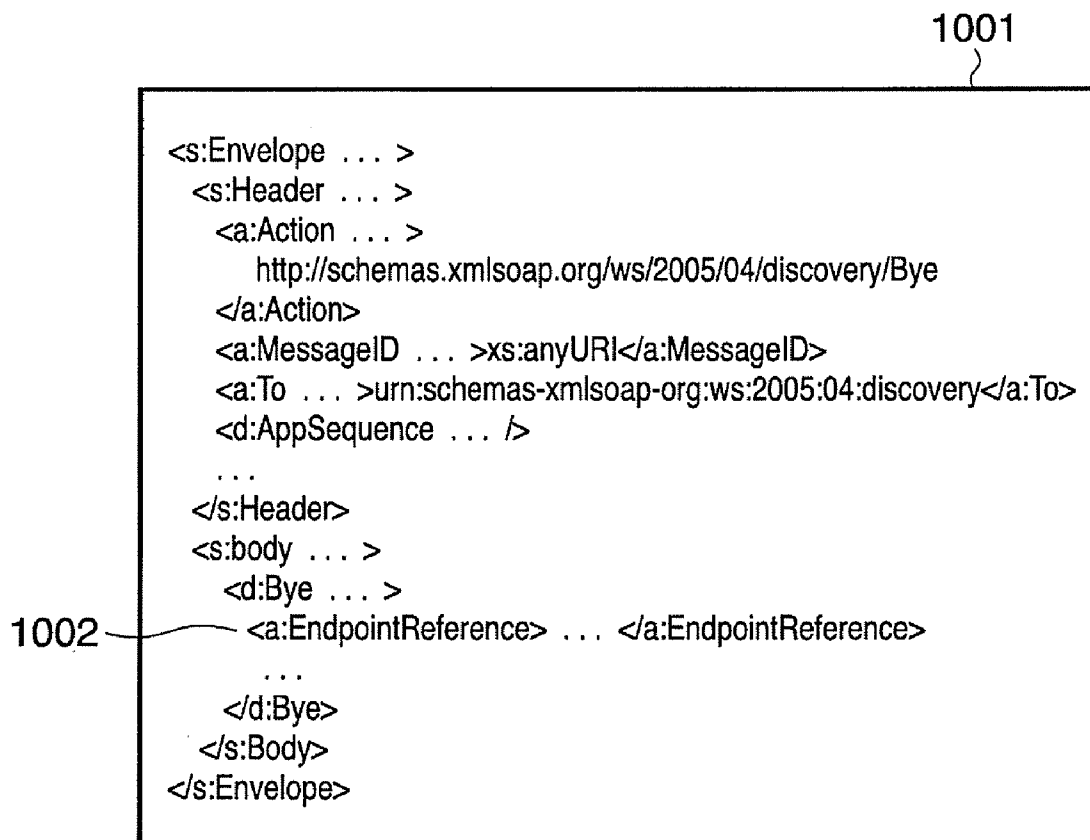 1001
<s:Envelope . . . >
<s:Header . . . >
<a:Action . . . >
http://schemas.xmlsoap.org/ws/2005/04/discovery/Bye
</a:Action>
<a:MessageID . . . >xs:anyURI</a:MessageID>
<a:To . . . >urn:schemas-xmlsoap-org:ws:2005:04:discovery</a:To>
<d:AppSequence . . . />
. . .
</s:Header>
<s:body . . . >
<d:Bye . . . >
1002 <a:EndpointReference> . . . </a:EndpointReference>
. . .
</d:Bye>
</s:Body>
</s:Envelope>